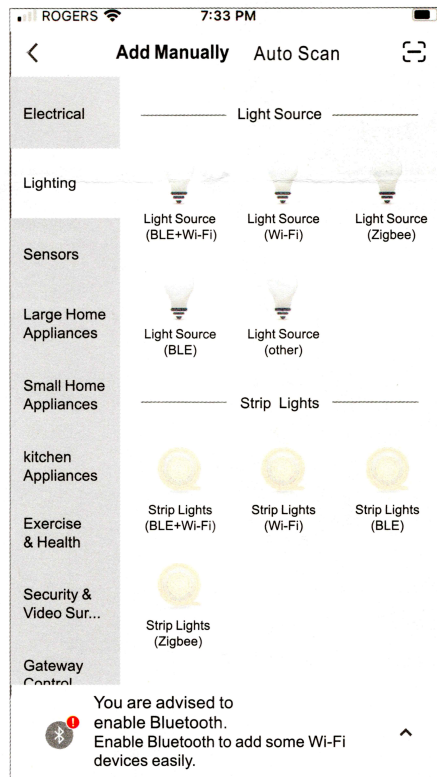 ROGERS 7:33 PM
Add Manually Auto Scan
Electrical
Lighting
Sensors
Large Home
Appliances
Small Home
Appliances
kitchen
Appliances
Exercise
& Health
Security &
Video Sur...
Gateway
Control
Light Source
Light Source
(BLE+Wi-Fi)
Light Source
(Wi-Fi)
Light Source
(Zigbee)
Light Source
(BLE)
Light Source
(other)
Strip Lights
Strip Lights
(BLE+Wi-Fi)
Strip Lights
(Wi-Fi)
Strip Lights
(BLE)
Strip Lights
(Zigbee)
You are advised to
enable Bluetooth.
Enable Bluetooth to add some Wi-Fi
devices easily.